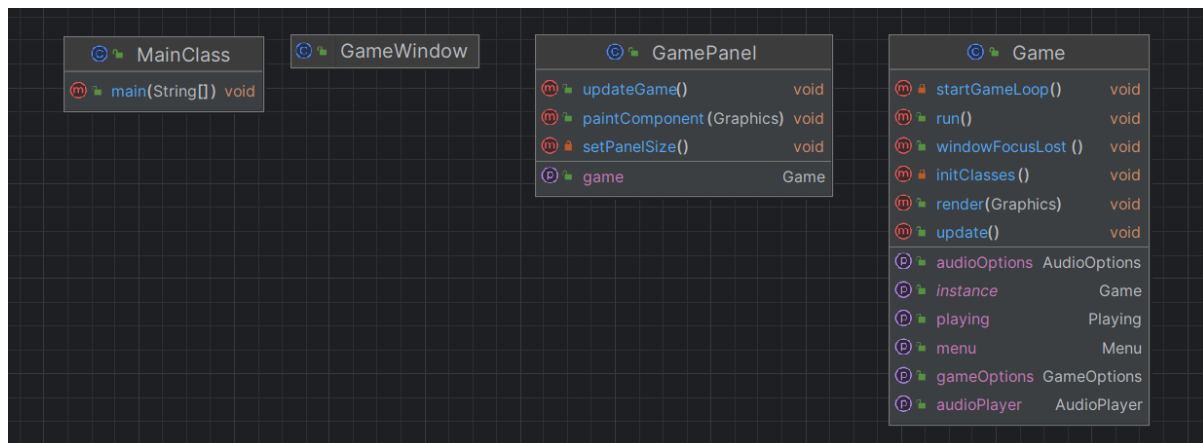 MainClass
main(String[]) void
GameWindow
GamePanel
updateGame() void
paintComponent(Graphics) void
setPanelSize() void
game Game
Game
startGameLoop() void
run() void
windowFocusLost() void
initClasses() void
render(Graphics) void
update() void
audioOptions AudioOptions
instance Game
playing Playing
menu Menu
gameOptions GameOptions
audioPlayer AudioPlayer